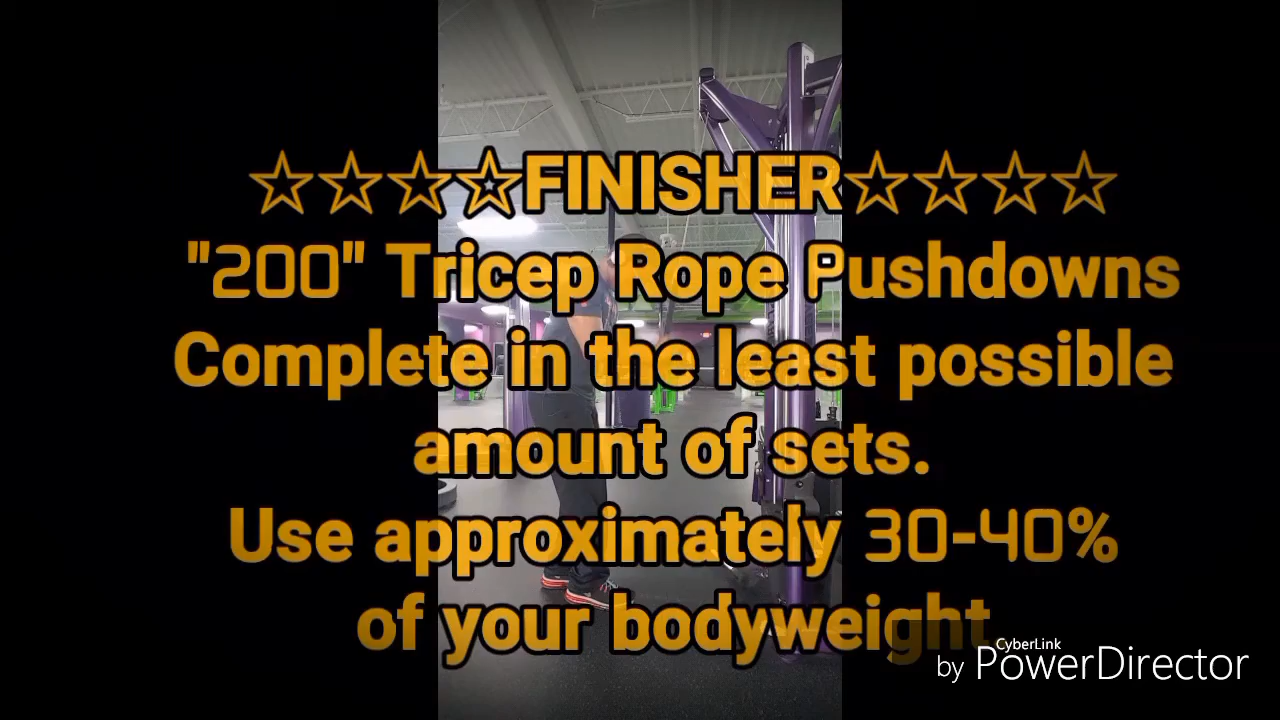 ☆☆☆☆FINISHER☆☆☆☆
"200" Tricep Rope Pushdowns
Complete in the least possible
amount of sets.
Use approximately 30-40%
of your bodyweight.
CyberLink
by PowerDirector